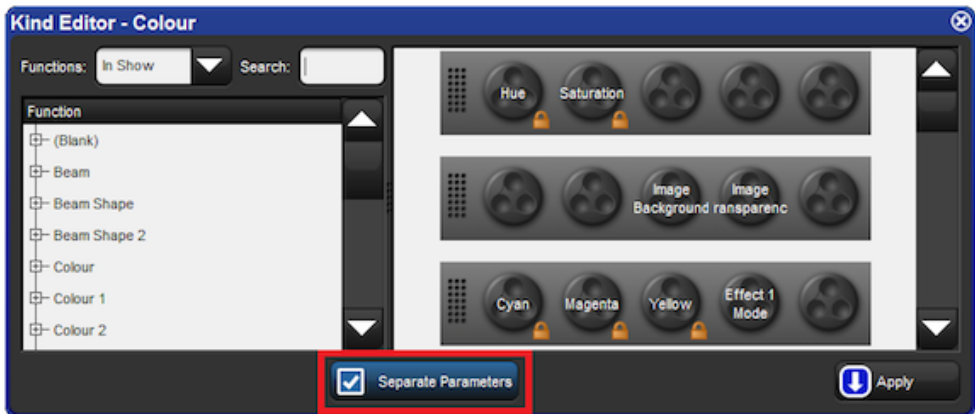 Kind Editor - Colour
Functions: In Show Search:
Function
(Blank)
Beam
Beam Shape
Beam Shape 2
Colour
Colour 1
Colour 2
Hue Saturation
Image Image
Background ransparenc
Cyan Magenta Yellow Effect 1
Mode
Separate Parameters
Apply